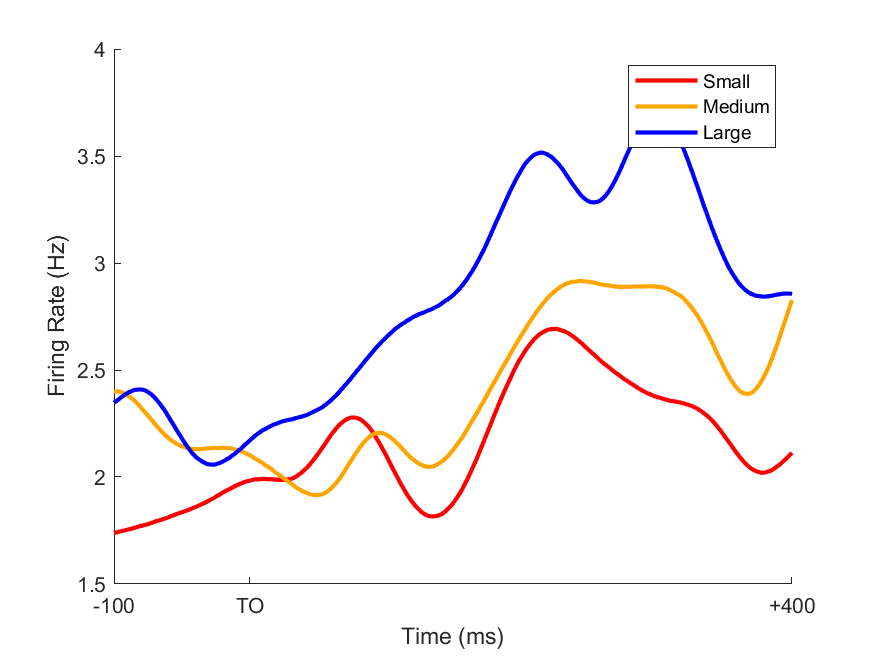 4
3.5
3
2.5
2
1.5
Firing Rate (Hz)
Small
Medium
Large
-100
TO
+400
Time (ms)